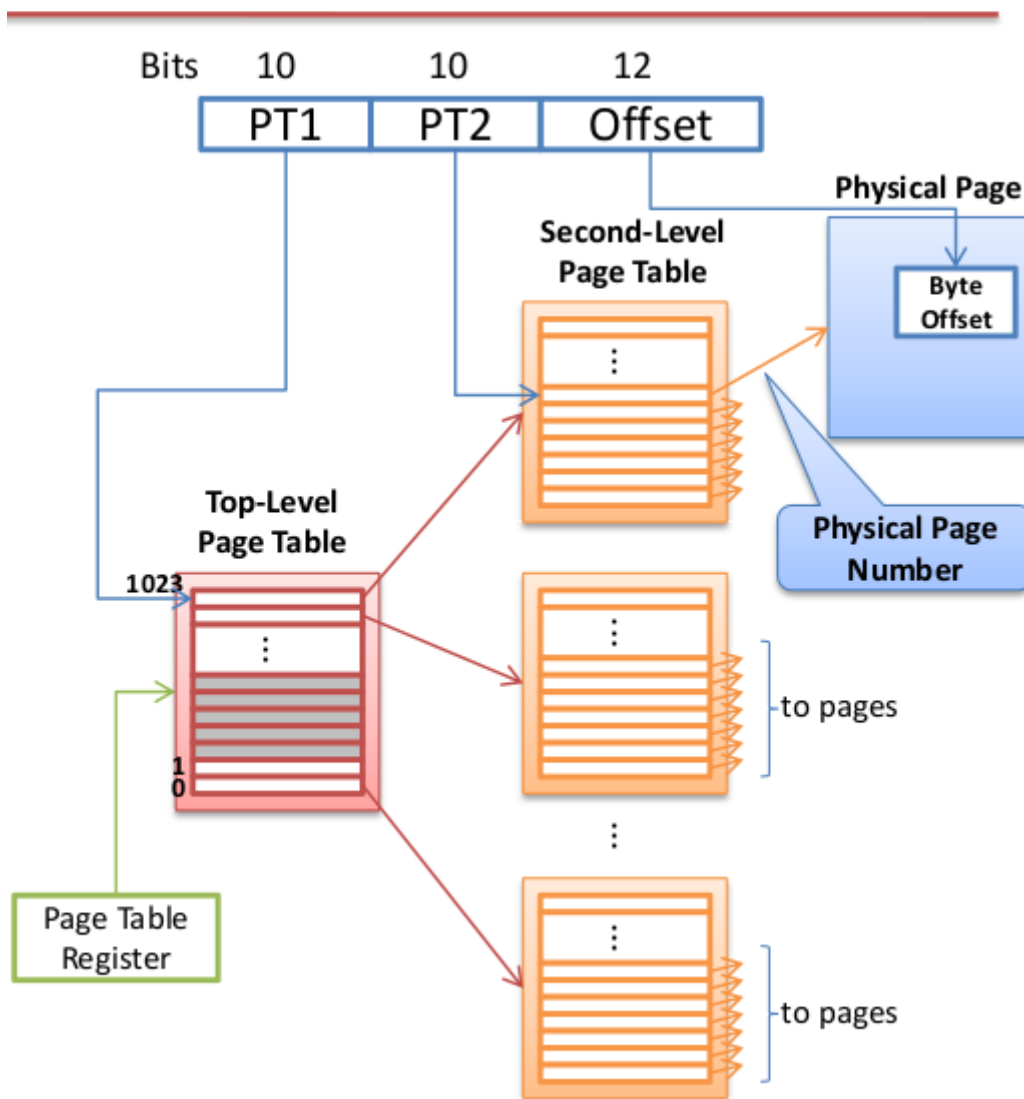 Bits 10 10 12
PT1 PT2 Offset
Physical Page
Second-Level
Page Table
Byte
Offset
Top-Level
Page Table
Physical Page
Number
1023
⋮
⋮
⋮
to pages
1
0
⋮
Page Table
Register
⋮
to pages